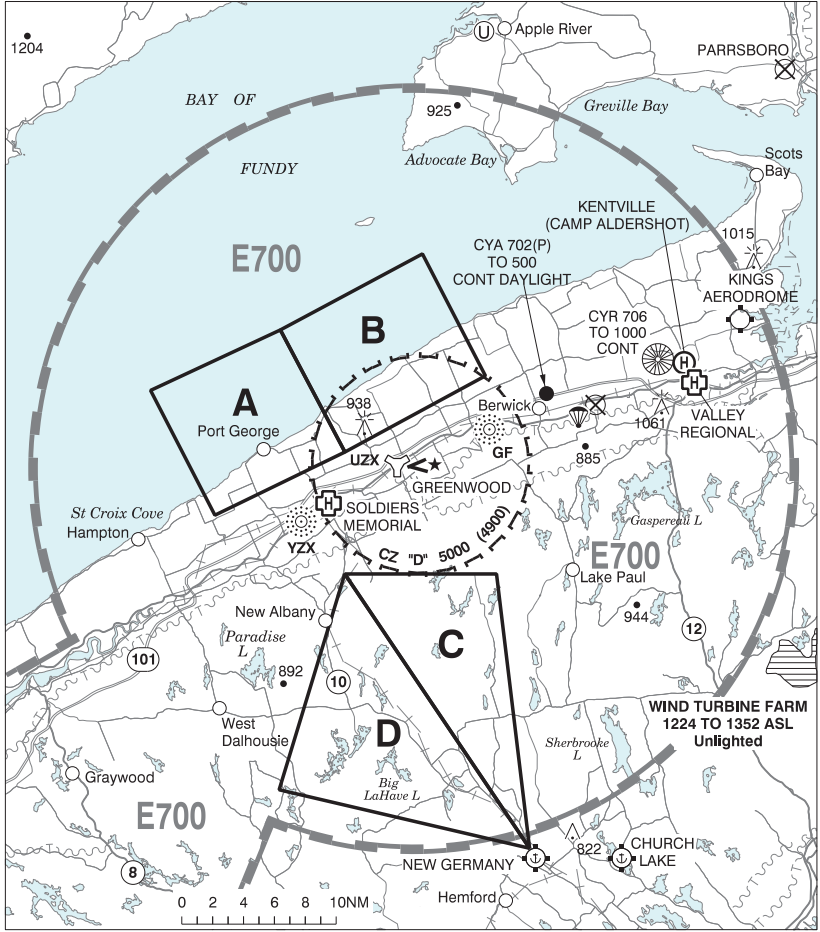 1204
U
Apple River
PARRSBORO
BAY OF
FUNDY
925
Greville Bay
Advocate Bay
Scots
Bay
KENTVILLE
(CAMP ALDERSHOT)
1015
CYA 702(P)
TO 500
CONT DAYLIGHT
E700
KINGS
AERODROME
CYR 706
TO 1000
CONT
B
A
H
938
Berwick
Port George
H
VALLEY
REGIONAL
1061
UZX
GF
885
GREENWOOD
H
SOLDIERS
MEMORIAL
St Croix Cove
Hampton
YZX
Gaspereau L
CZ "D" 5000 (4900)
E700
Lake Paul
944
New Albany
Paradise
L
C
12
101
892
10
WIND TURBINE FARM
1224 TO 1352 ASL
Unlighted
West
Dalhousie
D
Sherbrooke
L
Graywood
Big
LaHave L
E700
822
CHURCH
LAKE
NEW GERMANY
8
Hemford
0 2 4 6 8 10NM